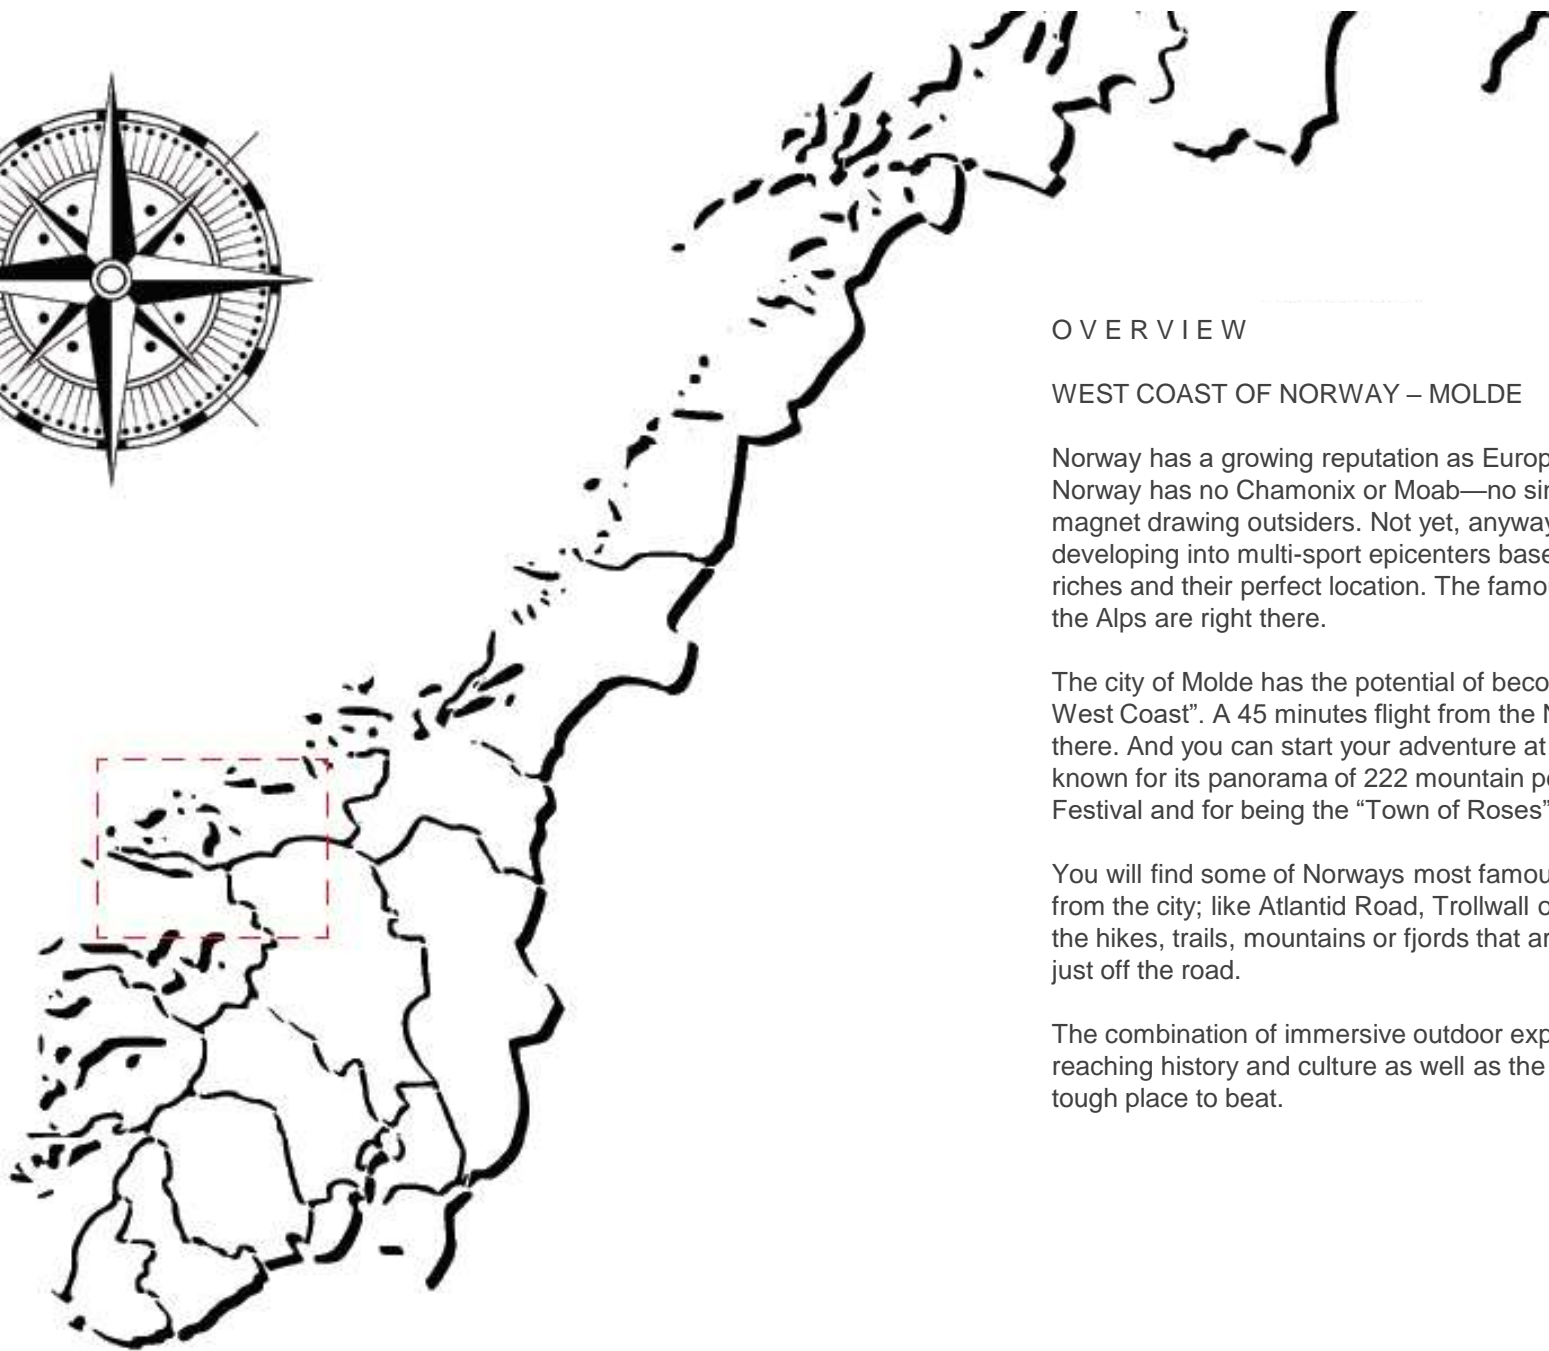 O V E R V I E W
WEST COAST OF NORWAY – MOLDE
Norway has a growing reputation as Europ
Norway has no Chamonix or Moab—no sin
magnet drawing outsiders. Not yet, anyway
developing into multi-sport epicenters base
riches and their perfect location. The famo
the Alps are right there.
The city of Molde has the potential of beco
West Coast”. A 45 minutes flight from the N
there. And you can start your adventure at
known for its panorama of 222 mountain pe
Festival and for being the “Town of Roses”
You will find some of Norways most famou
from the city; like Atlantid Road, Trollwall o
the hikes, trails, mountains or fjords that ar
just off the road.
The combination of immersive outdoor exp
reaching history and culture as well as the
tough place to beat.